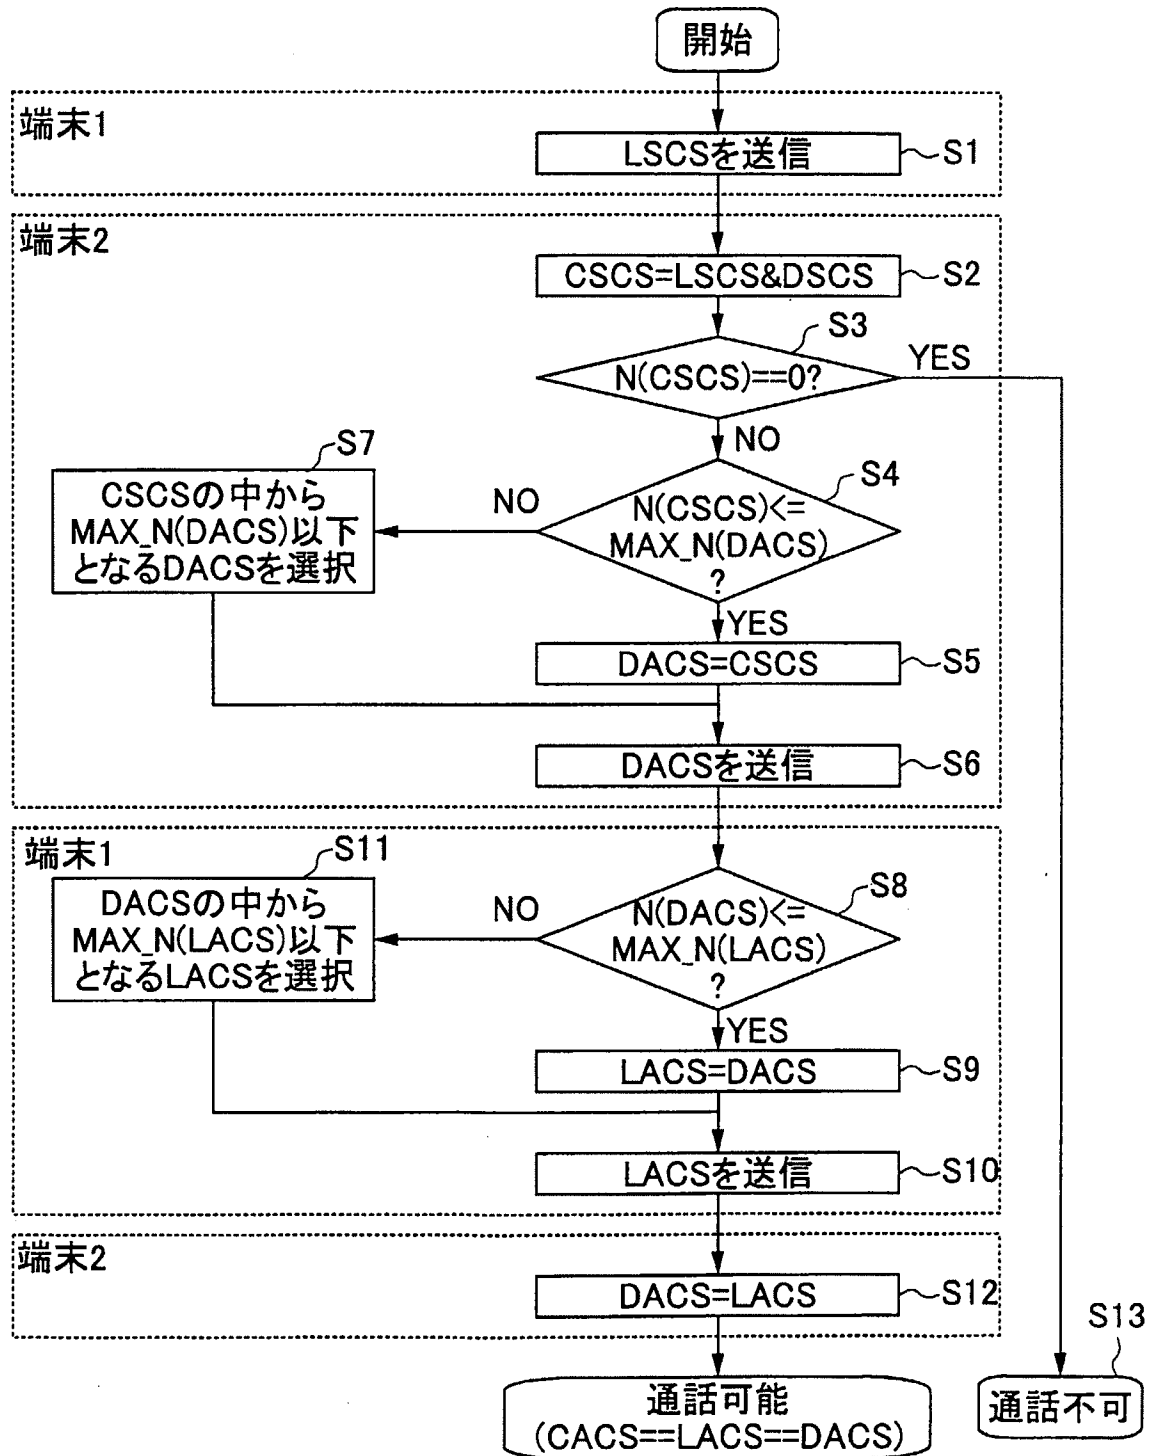 開始
端末1
LSCSを送信
S1
端末2
CSCS=LSCS&DSCS
S2
S3
N(CSCS)==0?
YES
NO
S7
CSCSの中から
MAX_N(DACS)以下
となるDACSを選択
NO
S4
N(CSCS)<=
MAX_N(DACS)
?
YES
DACS=CSCS
S5
DACSを送信
S6
端末1
S11
DACSの中から
MAX_N(LACS)以下
となるLACSを選択
NO
S8
N(DACS)<=
MAX_N(LACS)
?
YES
LACS=DACS
S9
LACSを送信
S10
端末2
DACS=LACS
S12
S13
通話可能
(CACS==LACS==DACS)
通話不可